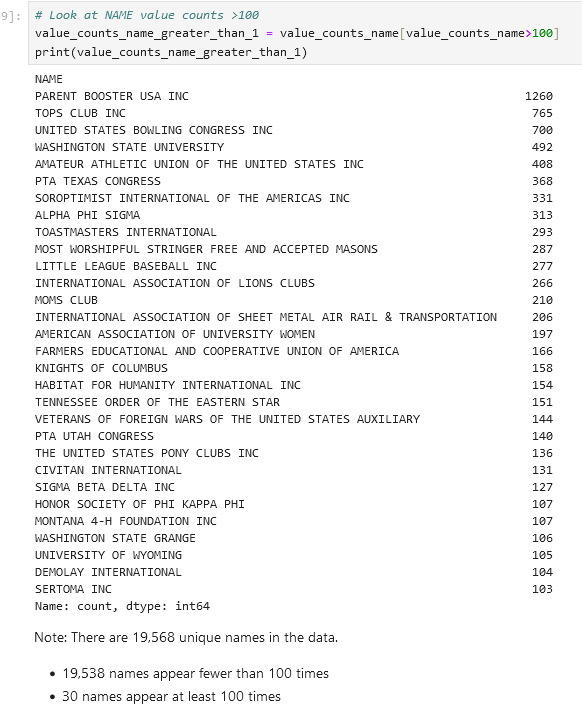 9]:
# Look at NAME value counts >100
value_counts_name_greater_than_1 = value_counts_name[value_counts_name>100]
print(value_counts_name_greater_than_1)
NAME
PARENT BOOSTER USA INC 1260
TOPS CLUB INC 765
UNITED STATES BOWLING CONGRESS INC 700
WASHINGTON STATE UNIVERSITY 492
AMATEUR ATHLETIC UNION OF THE UNITED STATES INC 408
PTA TEXAS CONGRESS 368
SOROPTIMIST INTERNATIONAL OF THE AMERICAS INC 331
ALPHA PHI SIGMA 313
TOASTMASTERS INTERNATIONAL 293
MOST WORSHIPFUL STRINGER FREE AND ACCEPTED MASONS 287
LITTLE LEAGUE BASEBALL INC 277
INTERNATIONAL ASSOCIATION OF LIONS CLUBS 266
MOMS CLUB 210
INTERNATIONAL ASSOCIATION OF SHEET METAL AIR RAIL & TRANSPORTATION 206
AMERICAN ASSOCIATION OF UNIVERSITY WOMEN 197
FARMERS EDUCATIONAL AND COOPERATIVE UNION OF AMERICA 166
KNIGHTS OF COLUMBUS 158
HABITAT FOR HUMANITY INTERNATIONAL INC 154
TENNESSEE ORDER OF THE EASTERN STAR 151
VETERANS OF FOREIGN WARS OF THE UNITED STATES AUXILIARY 144
PTA UTAH CONGRESS 140
THE UNITED STATES PONY CLUBS INC 136
CIVITAN INTERNATIONAL 131
SIGMA BETA DELTA INC 127
HONOR SOCIETY OF PHI KAPPA PHI 107
MONTANA 4-H FOUNDATION INC 107
WASHINGTON STATE GRANGE 106
UNIVERSITY OF WYOMING 105
DEMOLAY INTERNATIONAL 104
SERTOMA INC 103
Name: count, dtype: int64
Note: There are 19,568 unique names in the data.
• 19,538 names appear fewer than 100 times
• 30 names appear at least 100 times